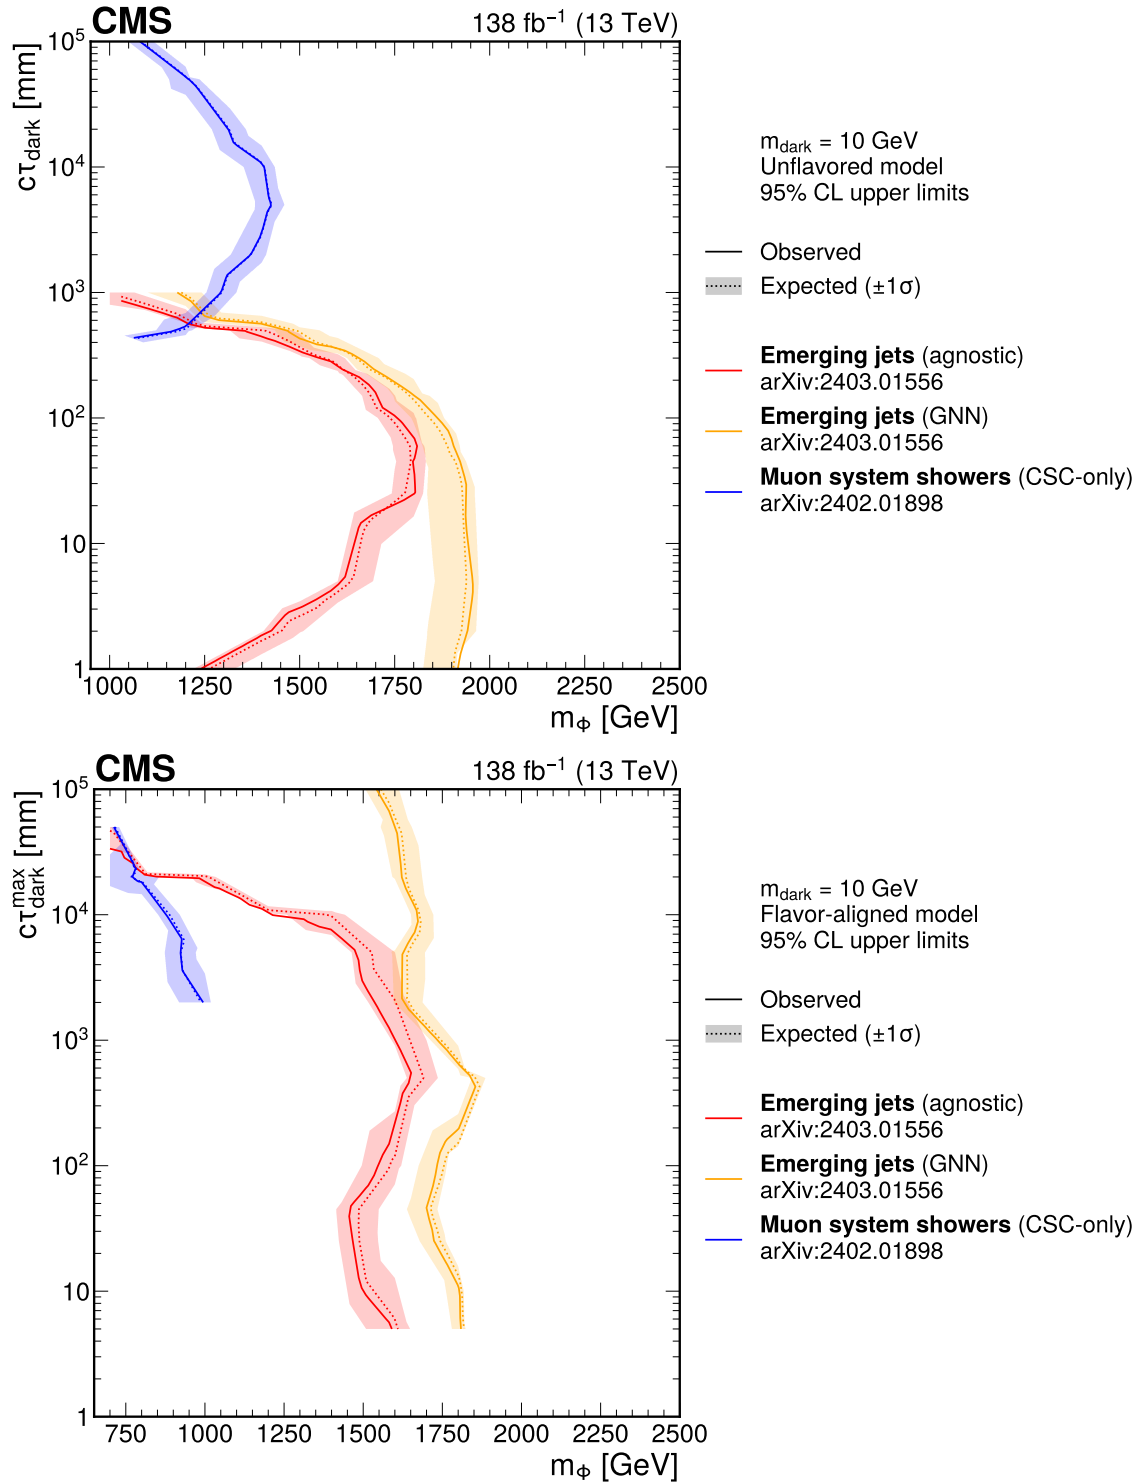 CMS 138 fb⁻¹ (13 TeV)
cτ_dark [mm]
10⁵
10⁴
10³
10²
10
1
1000 1250 1500 1750 2000 2250 2500
m_Φ [GeV]
m_dark = 10 GeV
Unflavored model
95% CL upper limits
Observed
Expected (±1σ)
Emerging jets (agnostic)
arXiv:2403.01556
Emerging jets (GNN)
arXiv:2403.01556
Muon system showers (CSC-only)
arXiv:2402.01898
CMS 138 fb⁻¹ (13 TeV)
cτ_dark^max [mm]
10⁵
10⁴
10³
10²
10
1
750 1000 1250 1500 1750 2000 2250 2500
m_Φ [GeV]
m_dark = 10 GeV
Flavor-aligned model
95% CL upper limits
Observed
Expected (±1σ)
Emerging jets (agnostic)
arXiv:2403.01556
Emerging jets (GNN)
arXiv:2403.01556
Muon system showers (CSC-only)
arXiv:2402.01898